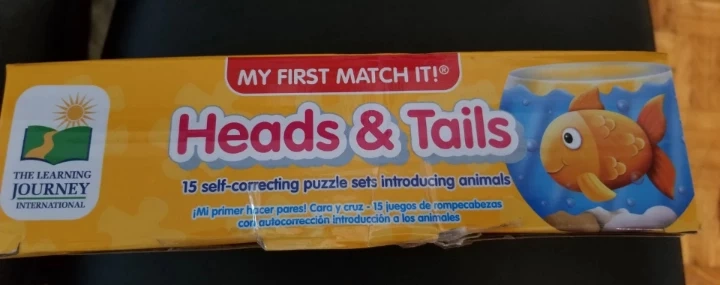 MY FIRST MATCH IT!®
Heads & Tails
15 self-correcting puzzle sets introducing animals
¡Mi primer hacer pares! Cara y cruz - 15 juegos de rompecabezas
con autocorrección introducción a los animales
THE LEARNING
JOURNEY
INTERNATIONAL